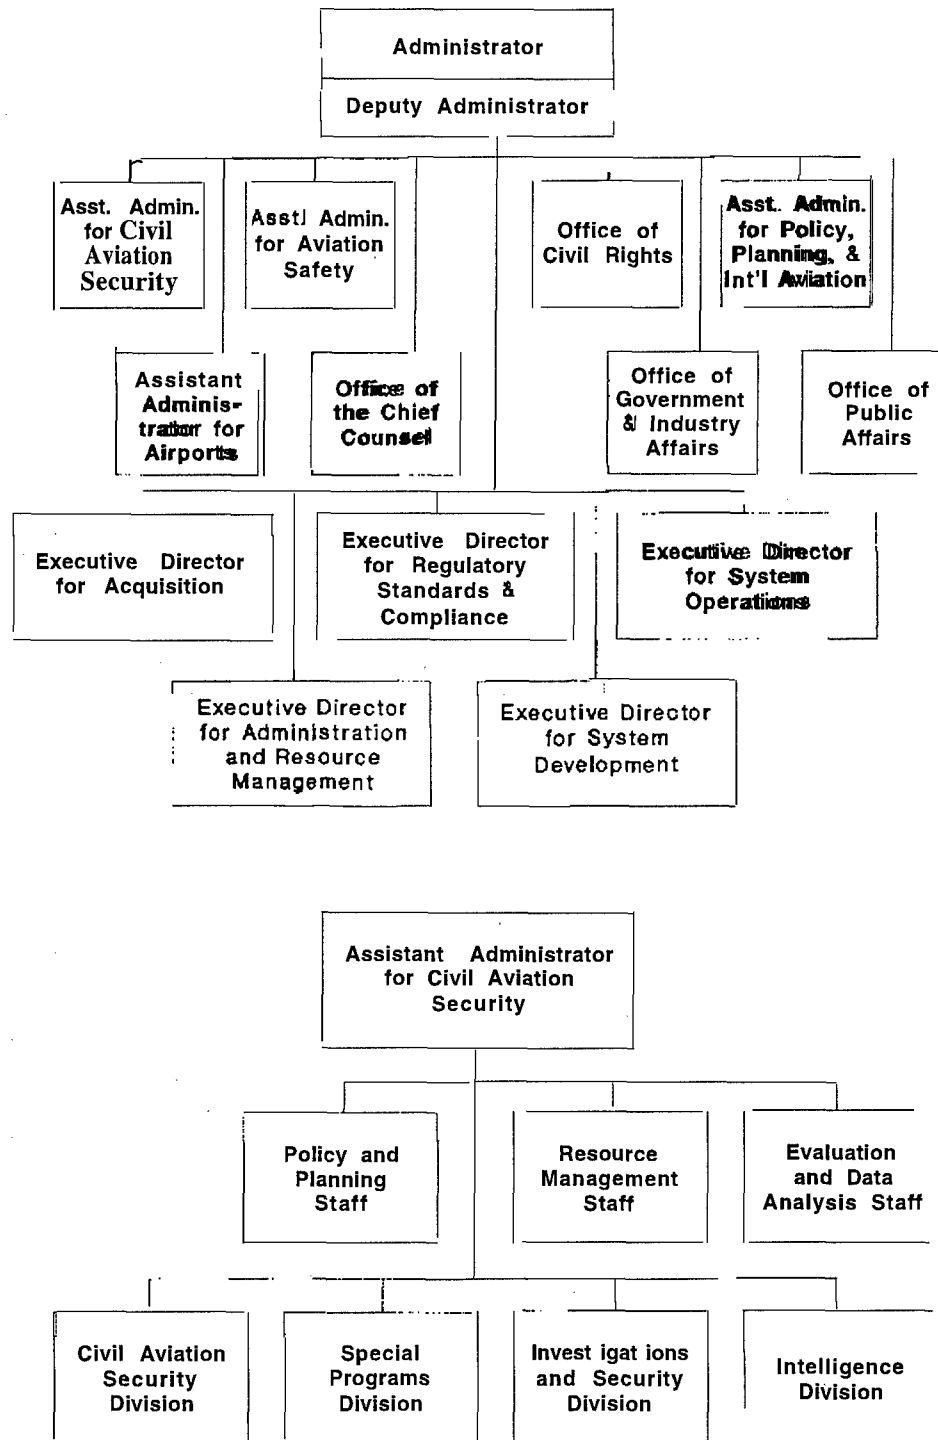 Administrator
Deputy Administrator
Asst. Admin.
for Civil
Aviation
Security
Asst. Admin.
for Aviation
Safety
Office of
Civil Rights
Asst. Admin.
for Policy,
Planning, &
Int'l Aviation
Assistant
Adminis-
trator for
Airports
Office of
the Chief
Counsel
Office of
Government
& Industry
Affairs
Office of
Public
Affairs
Executive Director
for Acquisition
Executive Director
for Regulatory
Standards &
Compliance
Executive Director
for System
Operations
Executive Director
for Administration
and Resource
Management
Executive Director
for System
Development
Assistant Administrator
for Civil Aviation
Security
Policy and
Planning
Staff
Resource
Management
Staff
Evaluation
and Data
Analysis Staff
Civil Aviation
Security
Division
Special
Programs
Division
Invest igat ions
and Security
Division
Intelligence
Division